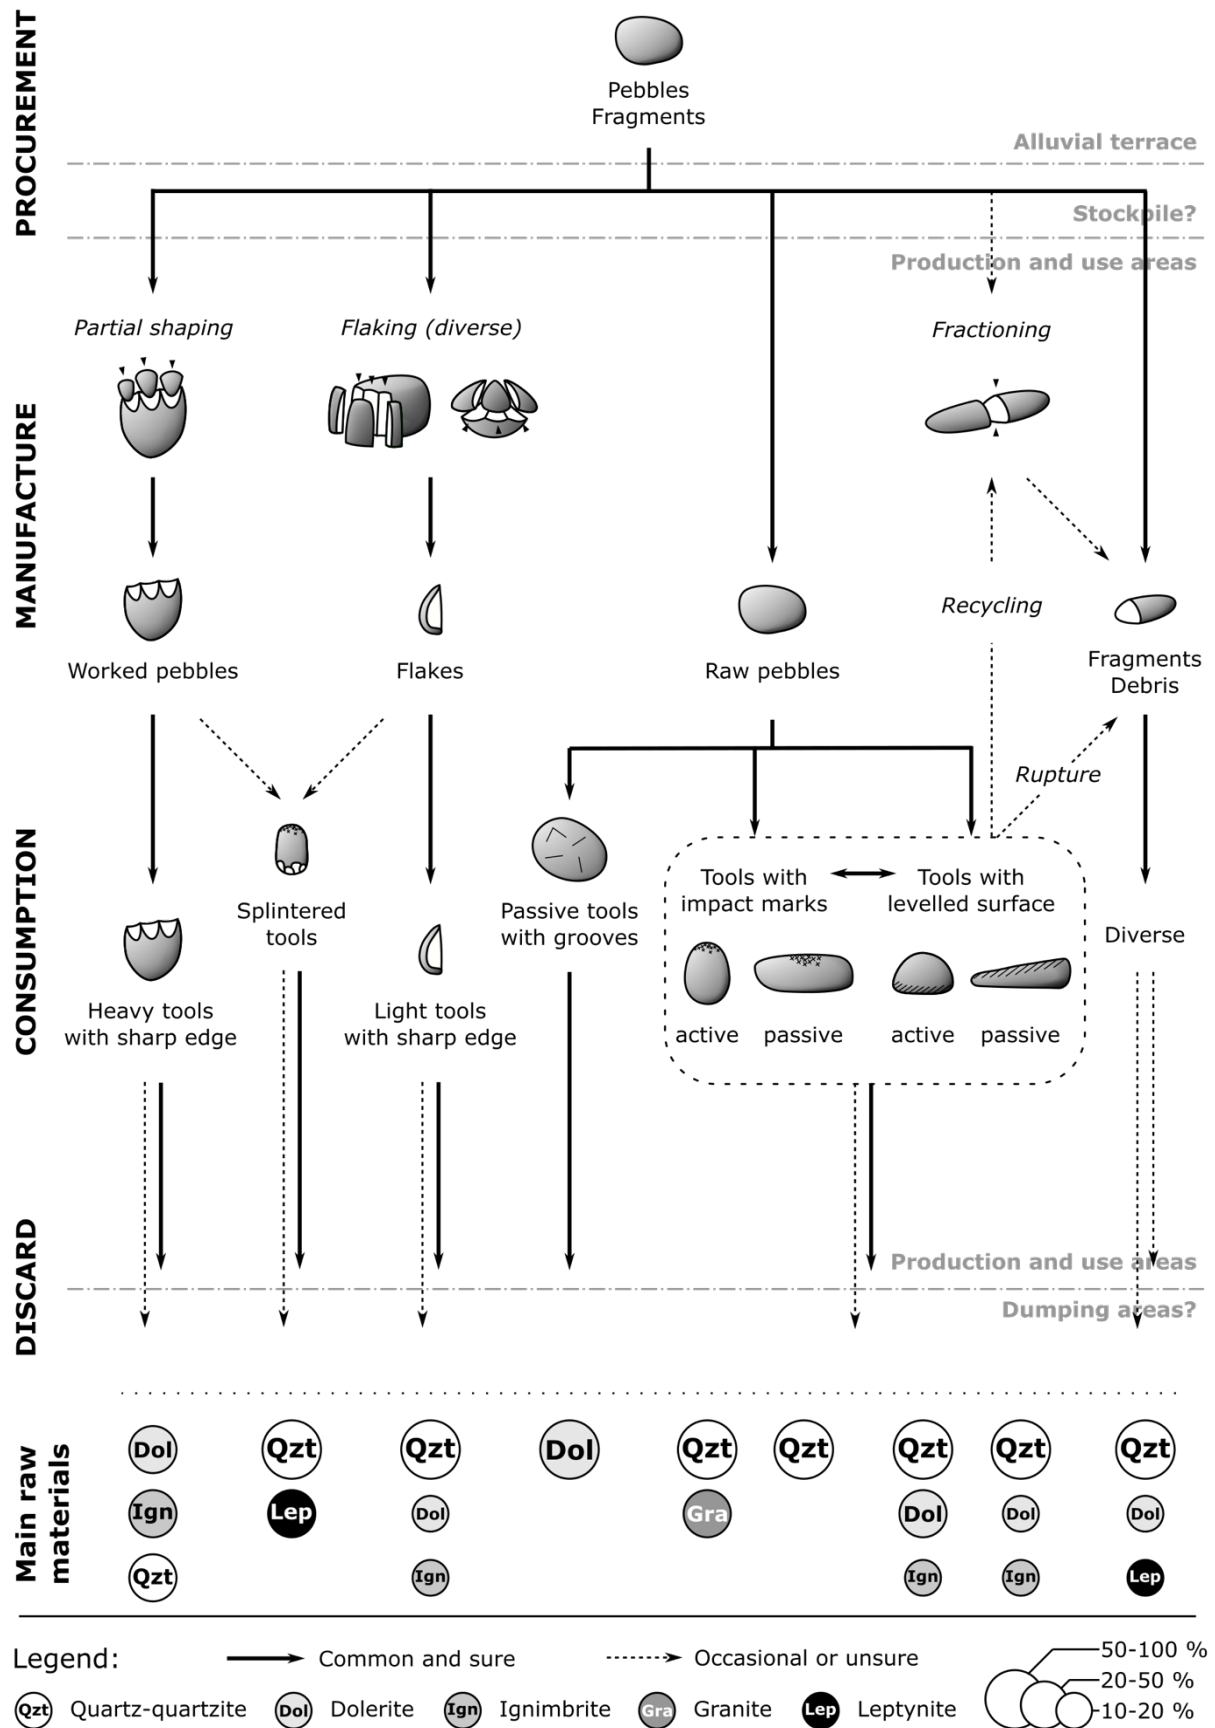 PROCUREMENT
Pebbles
Fragments
Alluvial terrace
Stockpile?
Production and use areas
MANUFACTURE
Partial shaping
Flaking (diverse)
Fractioning
Recycling
Worked pebbles
Flakes
Raw pebbles
Fragments
Debris
Rupture
CONSUMPTION
Splintered
tools
Passive tools
with grooves
Tools with
impact marks
Tools with
levelled surface
Diverse
Heavy tools
with sharp edge
Light tools
with sharp edge
active
passive
active
passive
DISCARD
Production and use areas
Dumping areas?
Main raw
materials
Dol Qzt Qzt Dol Qzt Qzt Qzt Qzt Qzt
Ign Lep Dol Gra Dol Dol Dol
Qzt Ign Ign Ign Lep
Legend:
Common and sure
Occasional or unsure
50-100 %
20-50 %
10-20 %
Qzt Quartz-quartzite Dol Dolerite Ign Ignimbrite Gra Granite Lep Leptynite